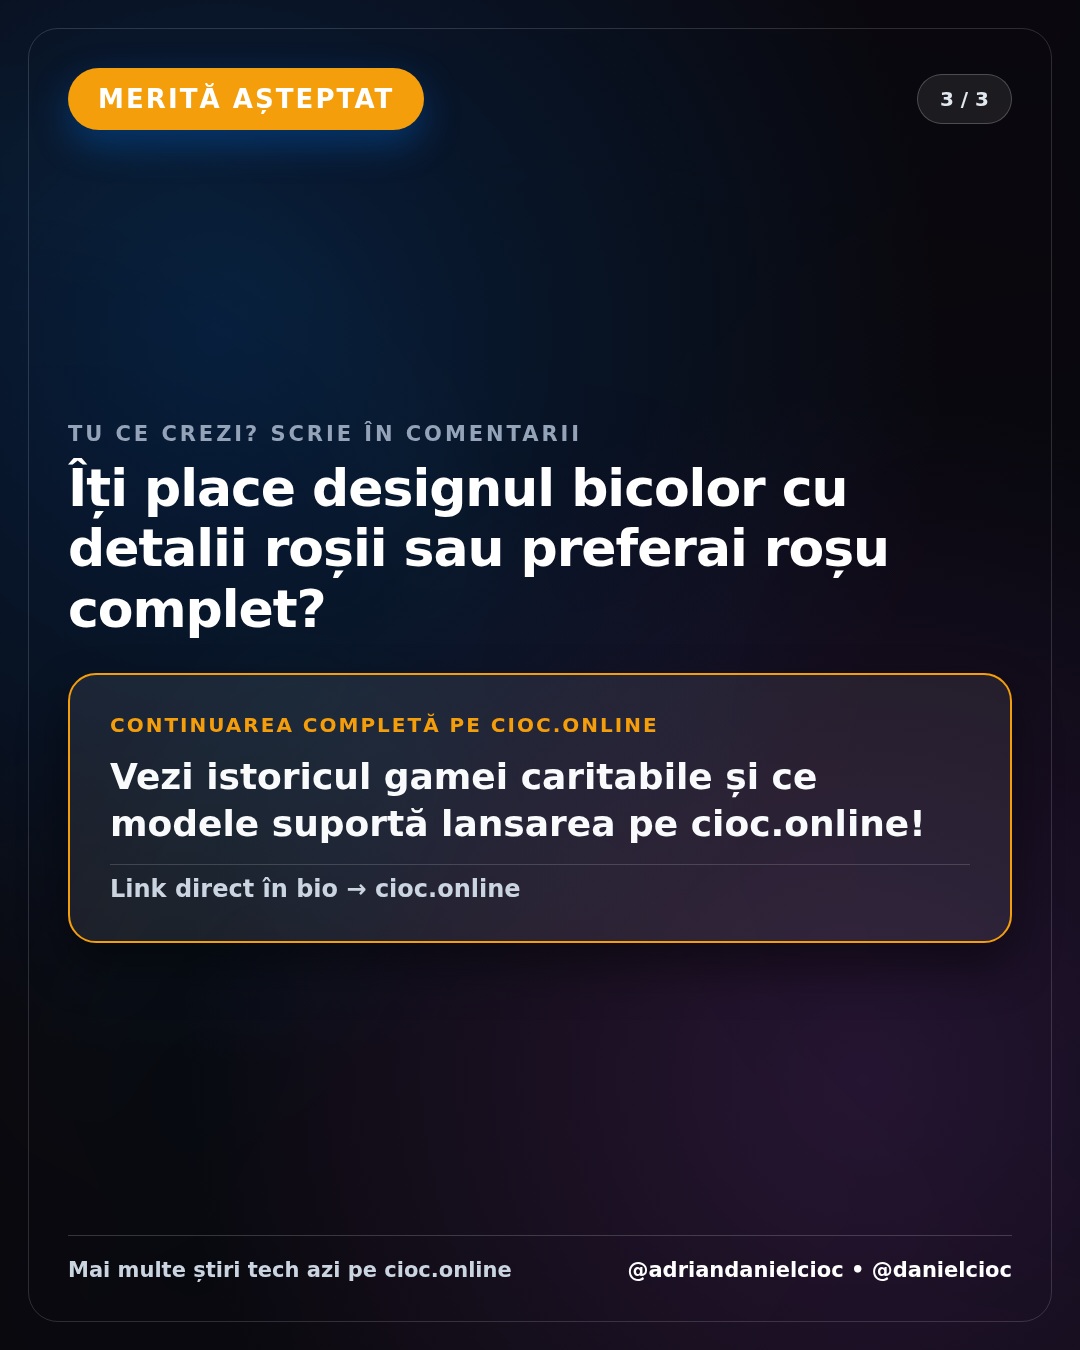 MERITĂ AȘTEPTAT
3 / 3
TU CE CREZI? SCRIE ÎN COMENTARII
Îți place designul bicolor cu
detalii roșii sau preferai roșu
complet?
CONTINUAREA COMPLETĂ PE CIOC.ONLINE
Vezi istoricul gamei caritabile și ce
modele suportă lansarea pe cioc.online!
Link direct în bio → cioc.online
Mai multe știri tech azi pe cioc.online
@adriandanielcioc • @danielcioc